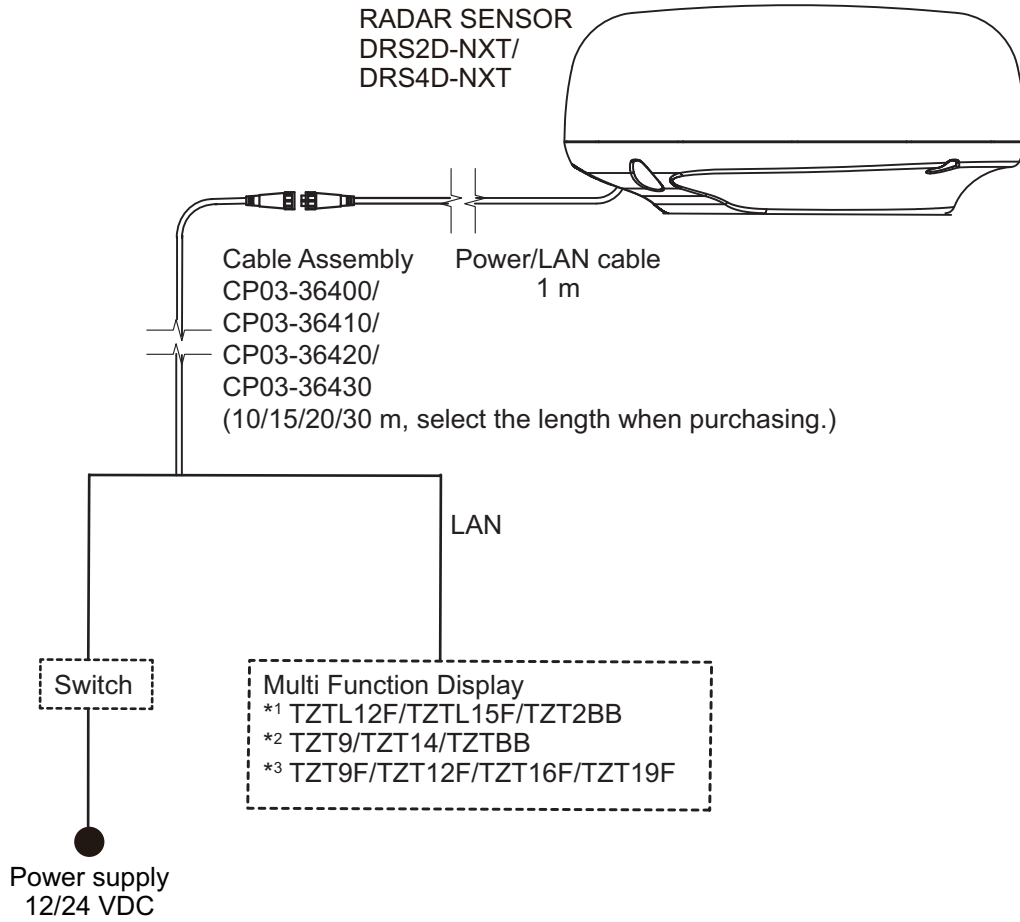 RADAR SENSOR
DRS2D-NXT/
DRS4D-NXT
Cable Assembly
CP03-36400/
CP03-36410/
CP03-36420/
CP03-36430
(10/15/20/30 m, select the length when purchasing.)
Power/LAN cable
1 m
LAN
Switch
Multi Function Display
*¹ TZTL12F/TZTL15F/TZT2BB
*² TZT9/TZT14/TZTBB
*³ TZT9F/TZT12F/TZT16F/TZT19F
Power supply
12/24 VDC